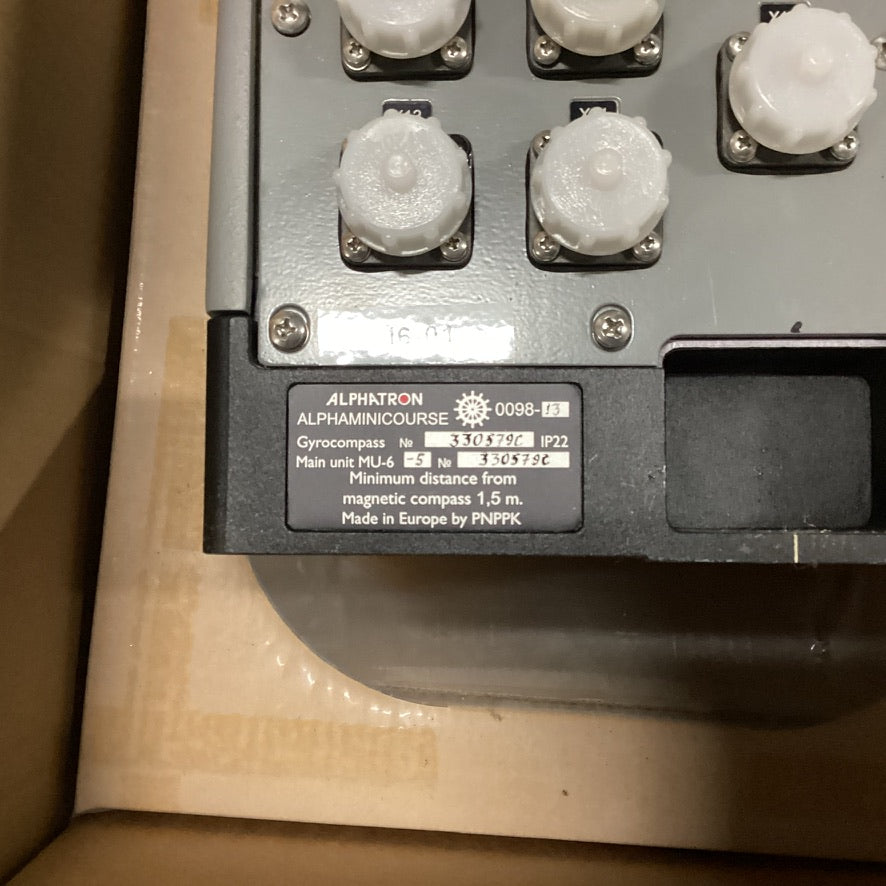 16 01
ALPHATRON
ALPHAMINICOURSE 0098-13
Gyrocompass № 330579C IP22
Main unit MU-6 -5 № 330579C
Minimum distance from
magnetic compass 1,5 m.
Made in Europe by PNPPK